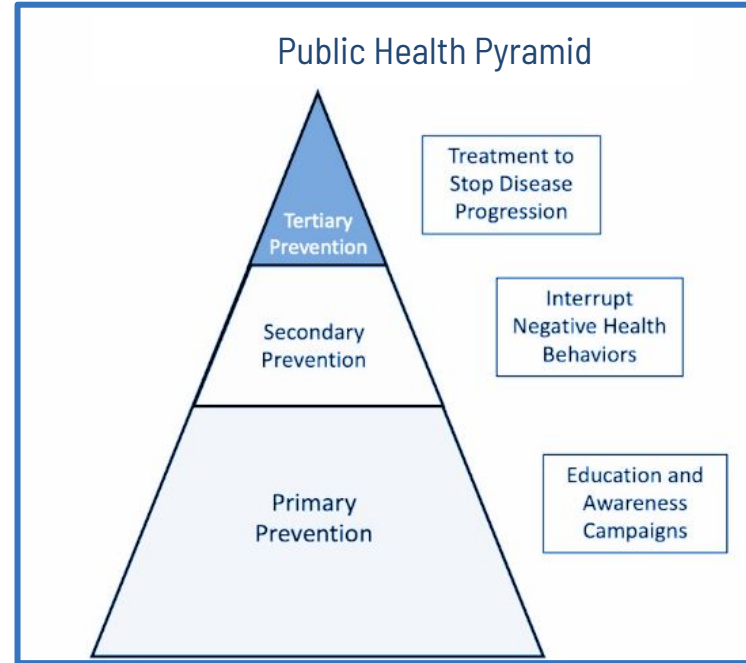 Public Health Pyramid
Treatment to
Stop Disease
Progression
Tertiary
Prevention
Interrupt
Negative Health
Behaviors
Secondary
Prevention
Education and
Awareness
Campaigns
Primary
Prevention